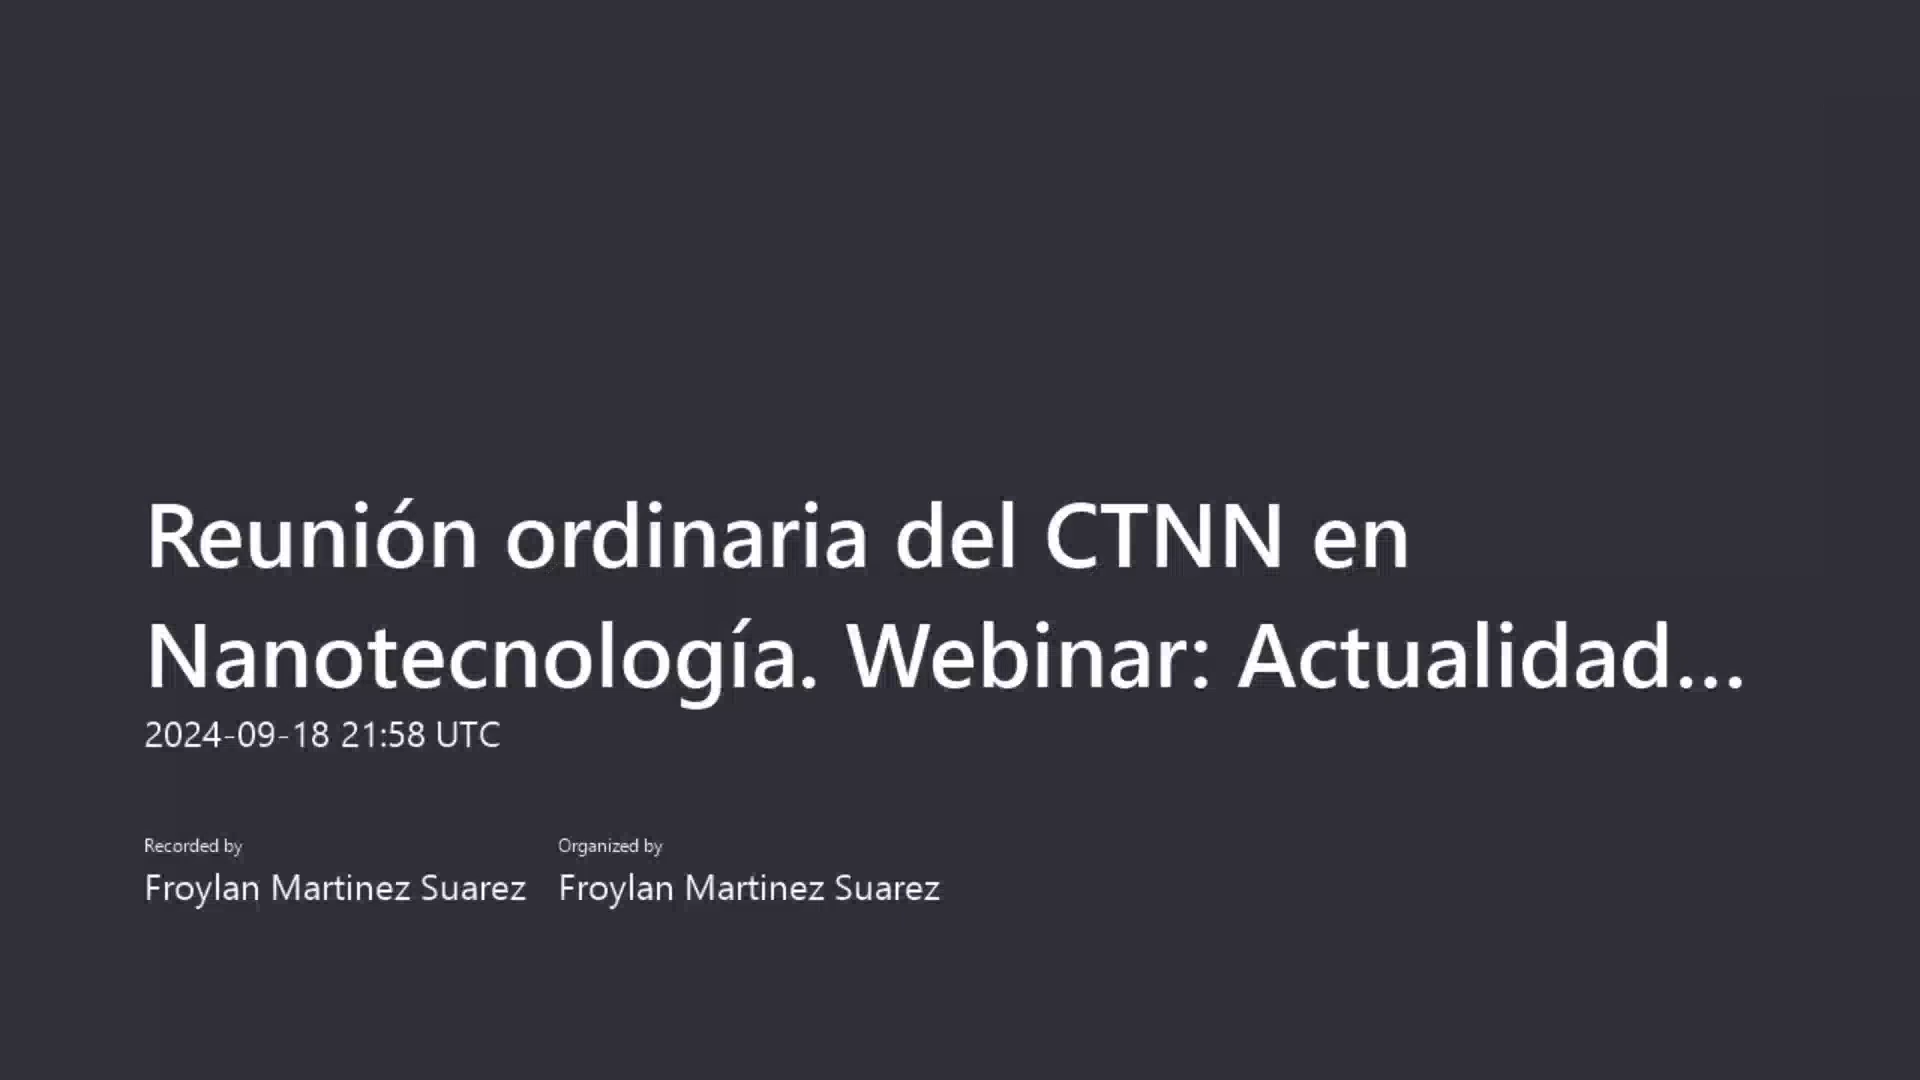 Reunión ordinaria del CTNN en
Nanotecnología. Webinar: Actualidad...
2024-09-18 21:58 UTC
Recorded by
Organized by
Froylan Martinez Suarez
Froylan Martinez Suarez